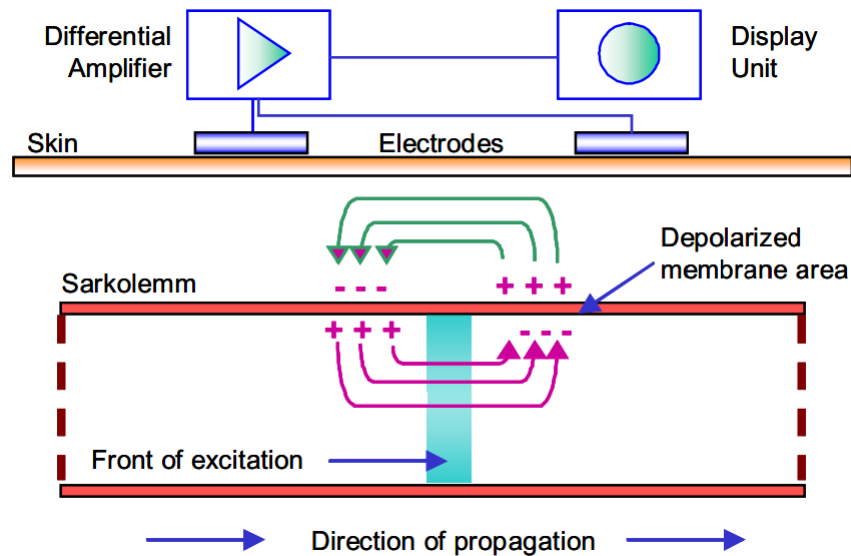 Differential
Amplifier
Display
Unit
Skin
Electrodes
Depolarized
membrane area
Sarkolemm
- - -
+ + +
+ + +
- - -
Front of excitation
Direction of propagation